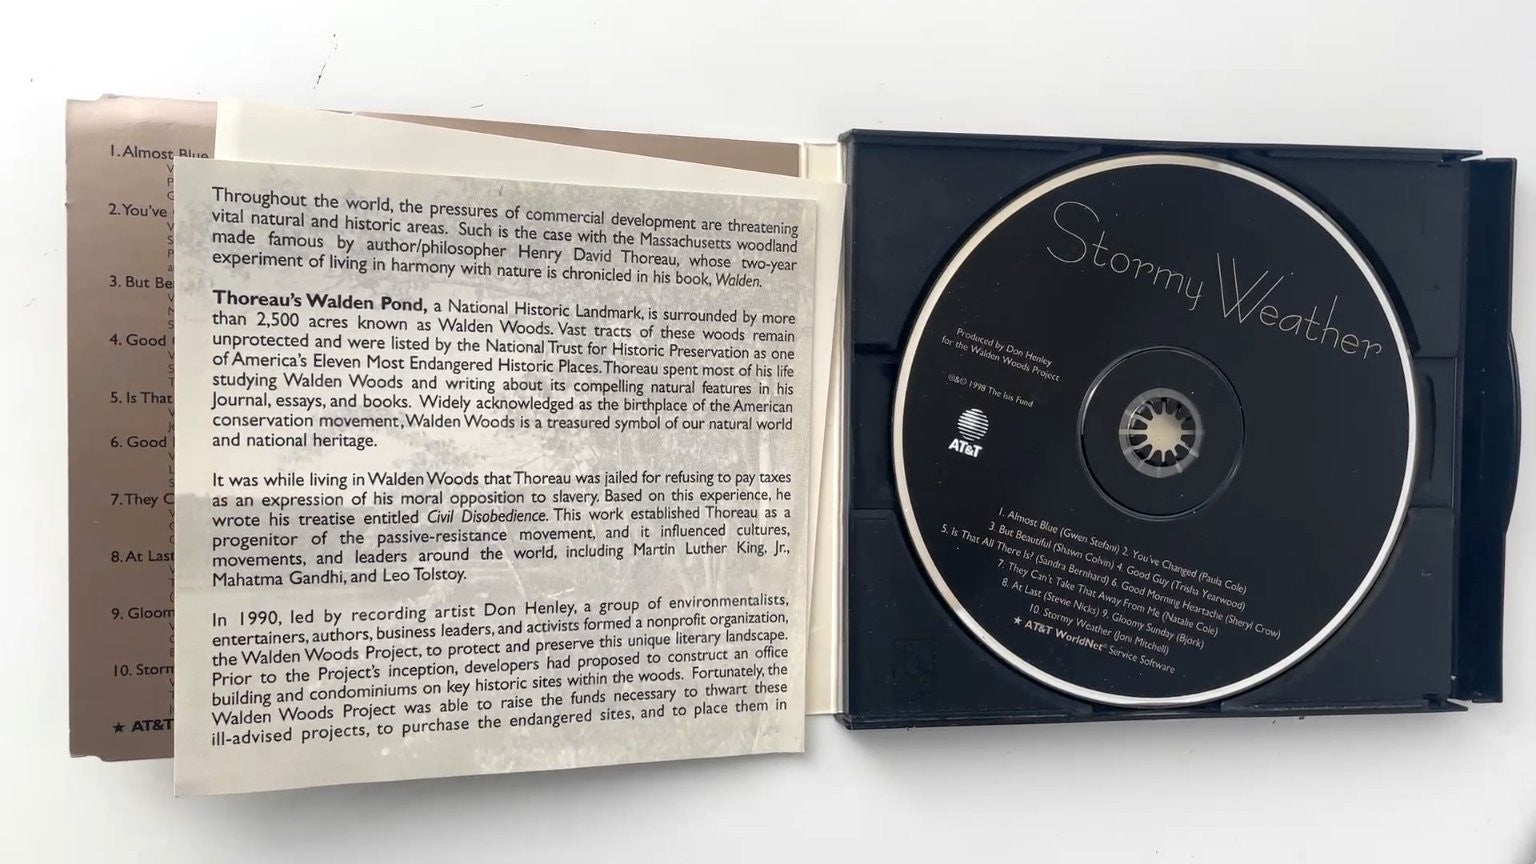 1. Almost Blue
2. You've
3. But Be
4. Good
5. Is That
6. Good
7. They C
8. At Last
9. Gloom
10. Storm
★ AT&T
Throughout the world, the pressures of commercial development are threatening
vital natural and historic areas. Such is the case with the Massachusetts woodland
made famous by author/philosopher Henry David Thoreau, whose two-year
experiment of living in harmony with nature is chronicled in his book, Walden.
Thoreau's Walden Pond, a National Historic Landmark, is surrounded by more
than 2,500 acres known as Walden Woods. Vast tracts of these woods remain
unprotected and were listed by the National Trust for Historic Preservation as one
of America's Eleven Most Endangered Historic Places. Thoreau spent most of his life
studying Walden Woods and writing about its compelling natural features in his
Journal, essays, and books. Widely acknowledged as the birthplace of the American
conservation movement, Walden Woods is a treasured symbol of our natural world
and national heritage.
It was while living in Walden Woods that Thoreau was jailed for refusing to pay taxes
as an expression of his moral opposition to slavery. Based on this experience, he
wrote his treatise entitled Civil Disobedience. This work established Thoreau as a
progenitor of the passive-resistance movement, and it influenced cultures,
movements, and leaders around the world, including Martin Luther King, Jr.,
Mahatma Gandhi, and Leo Tolstoy.
In 1990, led by recording artist Don Henley, a group of environmentalists,
entertainers, authors, business leaders, and activists formed a nonprofit organization,
the Walden Woods Project, to protect and preserve this unique literary landscape.
Prior to the Project's inception, developers had proposed to construct an office
building and condominiums on key historic sites within the woods. Fortunately, the
Walden Woods Project was able to raise the funds necessary to thwart these
ill-advised projects, to purchase the endangered sites, and to place them in
Stormy Weather
Produced by Don Henley
for the Walden Woods Project
℗&© 1998 The Isis Fund
AT&T
1. Almost Blue (Gwen Stefani) 2. You've Changed (Paula Cole)
3. But Beautiful (Shawn Colvin) 4. Good Guy (Trisha Yearwood)
5. Is That All There Is? (Sandra Bernhard) 6. Good Morning Heartache (Sheryl Crow)
7. They Can't Take That Away From Me (Natalie Cole)
8. At Last (Stevie Nicks) 9. Gloomy Sunday (Bjork)
10. Stormy Weather (Joni Mitchell)
★ AT&T WorldNet® Service Software